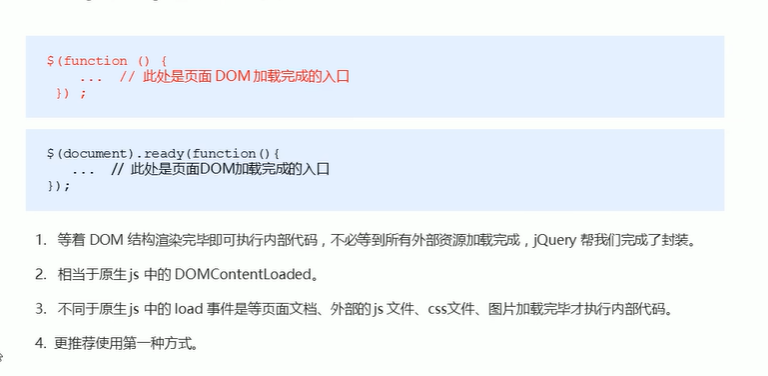 $(function () {
... // 此处是页面 DOM 加载完成的入口
}) ;
$(document).ready(function(){
... // 此处是页面DOM加载完成的入口
});
1. 等着 DOM 结构渲染完毕即可执行内部代码，不必等到所有外部资源加载完成，jQuery 帮我们完成了封装。
2. 相当于原生 js 中的 DOMContentLoaded。
3. 不同于原生 js 中的 load 事件是等页面文档、外部的 js 文件、css文件、图片加载完毕才执行内部代码。
4. 更推荐使用第一种方式。